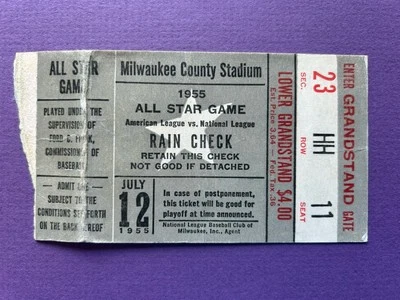 ALL STAR
GAME
PLAYED UNDER THE
SUPERVISION OF
FORD C. FRICK,
COMMISSIONER OF
BASEBALL
ADMIT ONE
SUBJECT TO THE
CONDITIONS SET FORTH
ON THE BACK HEREOF
Milwaukee County Stadium
1955
ALL STAR GAME
American League vs. National League
RAIN CHECK
RETAIN THIS CHECK
NOT GOOD IF DETACHED
JULY
12
1955
In case of postponement,
this ticket will be good for
playoff at time announced.
National League Baseball Club of
Milwaukee, Inc., Agent
LOWER GRANDSTAND $4.00
Est. Price 3.64 — Fed. Tax .36
SEC.
23
ROW
HH
SEAT
11
ENTER GRANDSTAND GATE